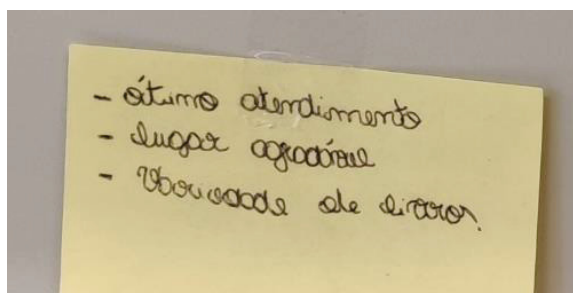 - ótimo atendimento
- lugar agradável
- Variedade de livros.